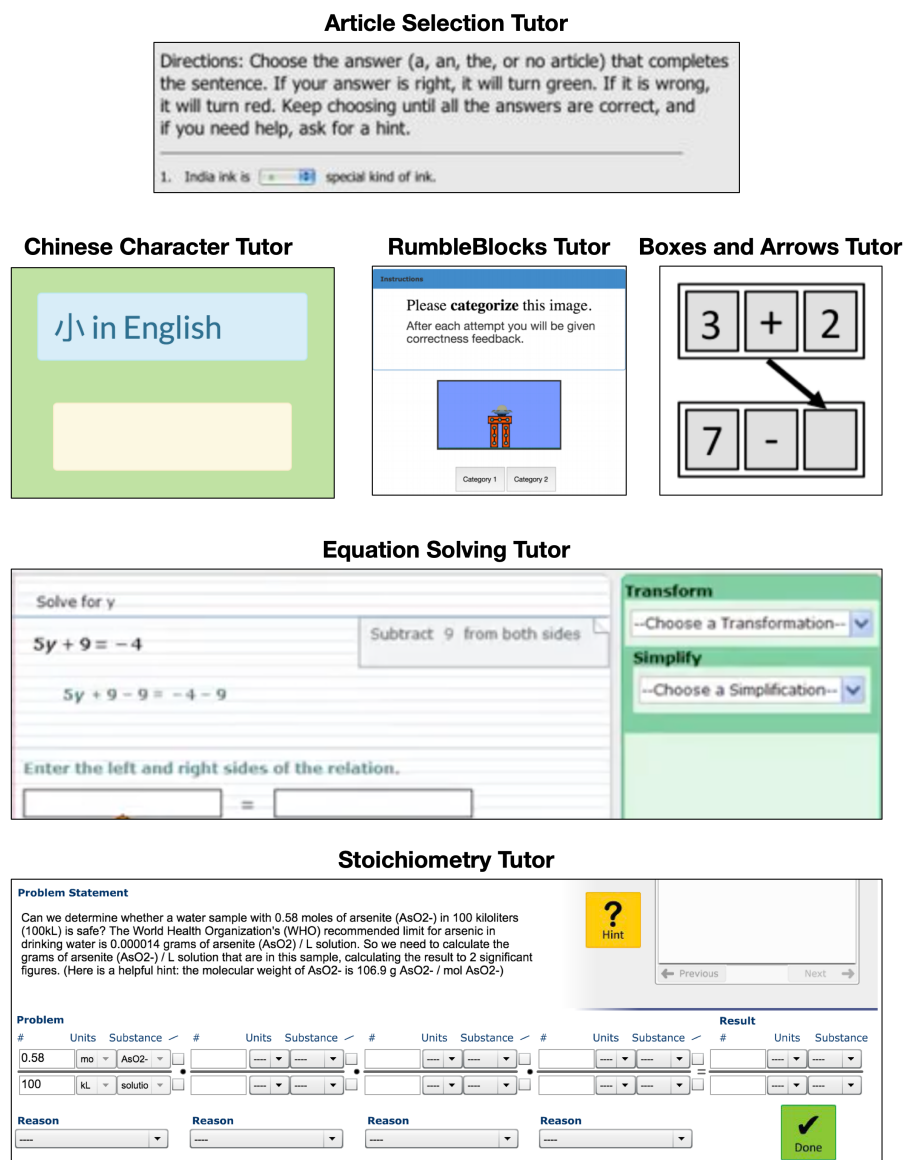 Article Selection Tutor
Directions: Choose the answer (a, an, the, or no article) that completes
the sentence. If your answer is right, it will turn green. If it is wrong,
it will turn red. Keep choosing until all the answers are correct, and
if you need help, ask for a hint.
1. India ink is special kind of ink.
Chinese Character Tutor
RumbleBlocks Tutor
Boxes and Arrows Tutor
小 in English
Instructions
Please categorize this image.
After each attempt you will be given
correctness feedback.
Category 1 Category 2
3 + 2
7 -
Equation Solving Tutor
Solve for y
5y + 9 = -4
Subtract 9 from both sides
5y + 9 - 9 = -4 - 9
Enter the left and right sides of the relation.
=
Transform
--Choose a Transformation--
Simplify
--Choose a Simplification--
Stoichiometry Tutor
Problem Statement
Can we determine whether a water sample with 0.58 moles of arsenite (AsO2-) in 100 kiloliters
(100kL) is safe? The World Health Organization's (WHO) recommended limit for arsenic in
drinking water is 0.000014 grams of arsenite (AsO2) / L solution. So we need to calculate the
grams of arsenite (AsO2-) / L solution that are in this sample, calculating the result to 2 significant
figures. (Here is a helpful hint: the molecular weight of AsO2- is 106.9 g AsO2- / mol AsO2-)
?
Hint
Previous Next
Problem Result
# Units Substance # Units Substance # Units Substance # Units Substance # Units Substance
0.58 mo AsO2- ---- ---- ---- ---- ---- ---- ---- ----
• • • =
100 kL solutio ---- ---- ---- ---- ---- ---- ---- ----
Reason Reason Reason Reason
---- ---- ---- ----
Done